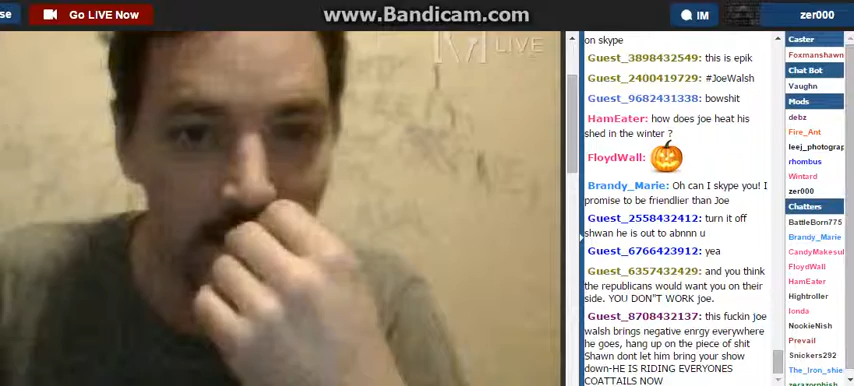 se
Go LIVE Now
www.Bandicam.com
IM
zer000
LIVE
on skype
Guest_3898432549: this is epik
Guest_2400419729: #JoeWalsh
Guest_9682431338: bowshit
HamEater: how does joe heat his
shed in the winter ?
FloydWall:
Brandy_Marie: Oh can I skype you! I
promise to be friendlier than Joe
Guest_2558432412: turn it off
shwan he is out to abnnn u
Guest_6766423912: yea
Guest_6357432429: and you think
the republicans would want you on their
side. YOU DON"T WORK joe.
Guest_8708432137: this fuckin joe
walsh brings negative enrgy everywhere
he goes, hang up on the piece of shit
Shawn dont let him bring your show
down-HE IS RIDING EVERYONES
COATTAILS NOW
Caster
Foxmanshawn
Chat Bot
Vaughn
Mods
debz
Fire_Ant
leej_photograp
rhombus
Wintard
zer000
Chatters
BattleBorn775
Brandy_Marie
CandyMakesul
FloydWall
HamEater
Hightroller
londa
NookieNish
Prevail
Snickers292
The_Iron_shie
zerazorphish